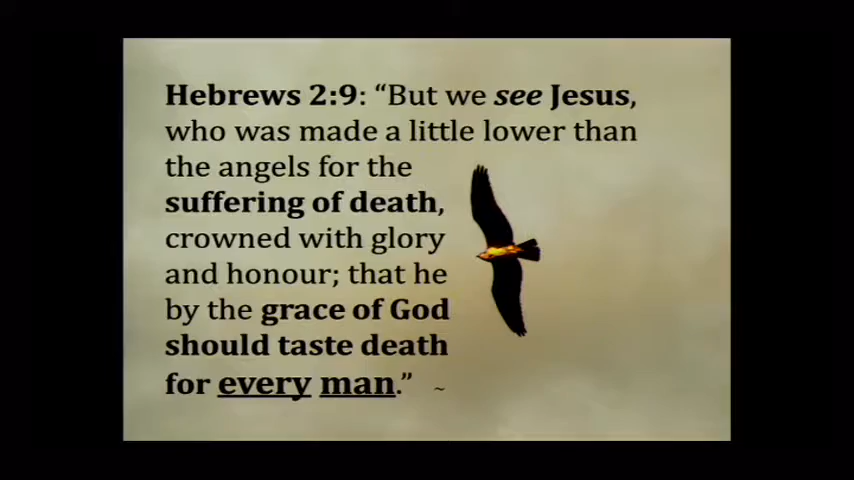 Hebrews 2:9: “But we see Jesus,
who was made a little lower than
the angels for the
suffering of death,
crowned with glory
and honour; that he
by the grace of God
should taste death
for every man.” ~